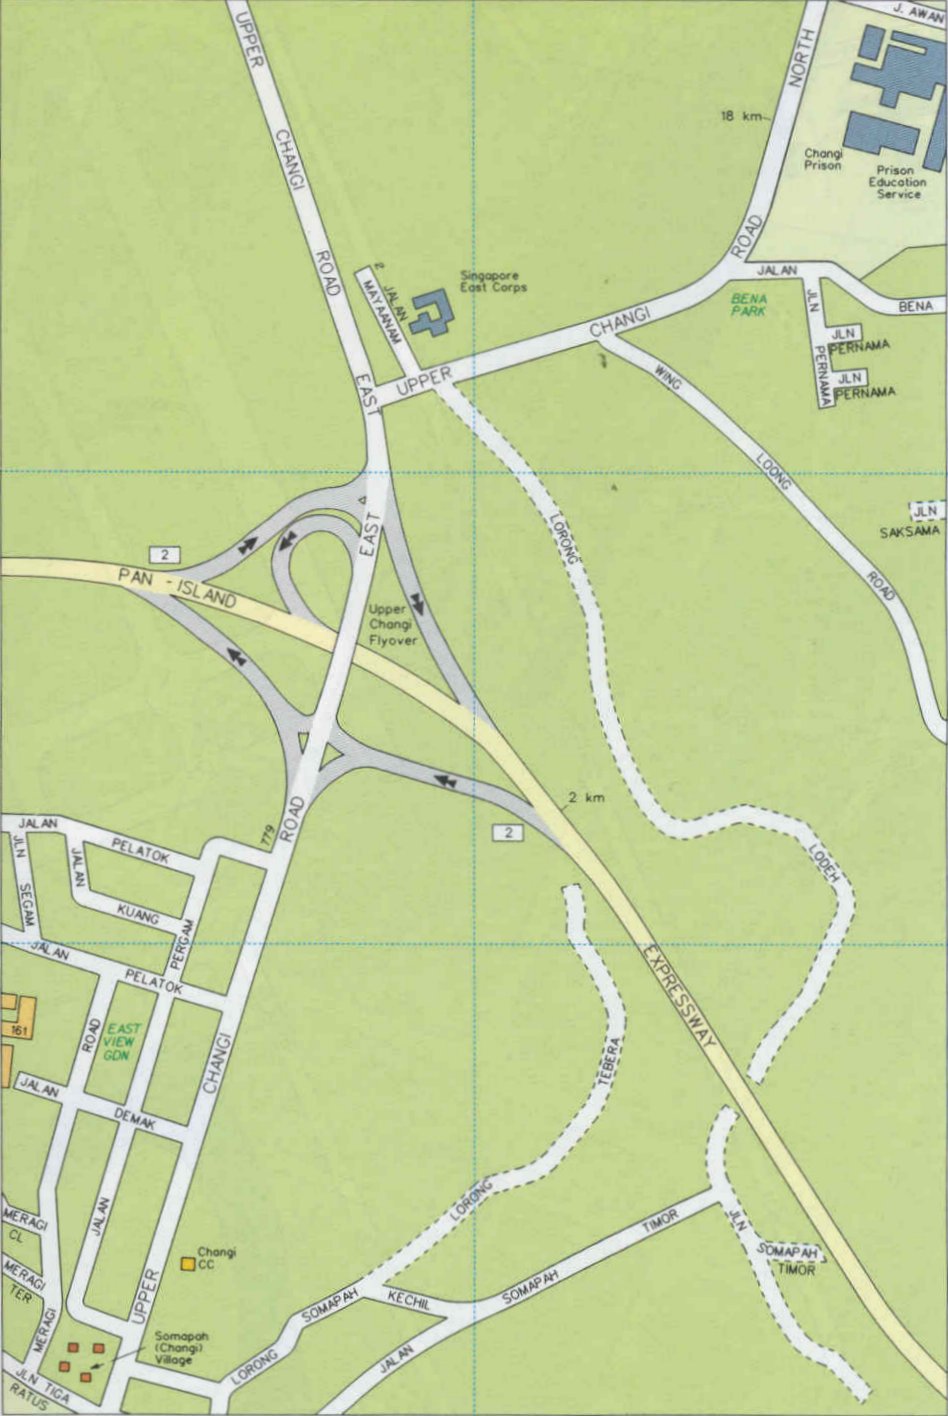 UPPER CHANGI ROAD EAST
J. AWAN
NORTH
18 km
Changi
Prison
Prison
Education
Service
ROAD
JALAN
BENA
BENA
PARK
JLN
PERNAMA
JLN
PERNAMA
JLN
PERNAMA
2
JALAN
MAYAANAM
Singapore
East Corps
UPPER CHANGI
WING LOONG ROAD
JLN
SAKSAMA
EAST
2
PAN - ISLAND
Upper
Changi
Flyover
LORONG
LODEH
2 km
2
779
ROAD
JALAN
PELATOK
JLN
SEGAM
JALAN
KUANG
PERGAM
JALAN
PELATOK
EXPRESSWAY
161
ROAD
EAST
VIEW
GDN
CHANGI
TEBERA
JALAN
DEMAK
LORONG
MERAGI
CL
JALAN
TIMOR
JLN
SOMAPAH
TIMOR
Changi
CC
MERAGI
TER
UPPER
SOMAPAH
KECHIL
SOMAPAH
MERAGI
Somapah
(Changi)
Village
LORONG
JALAN
JLN TIGA
RATUS